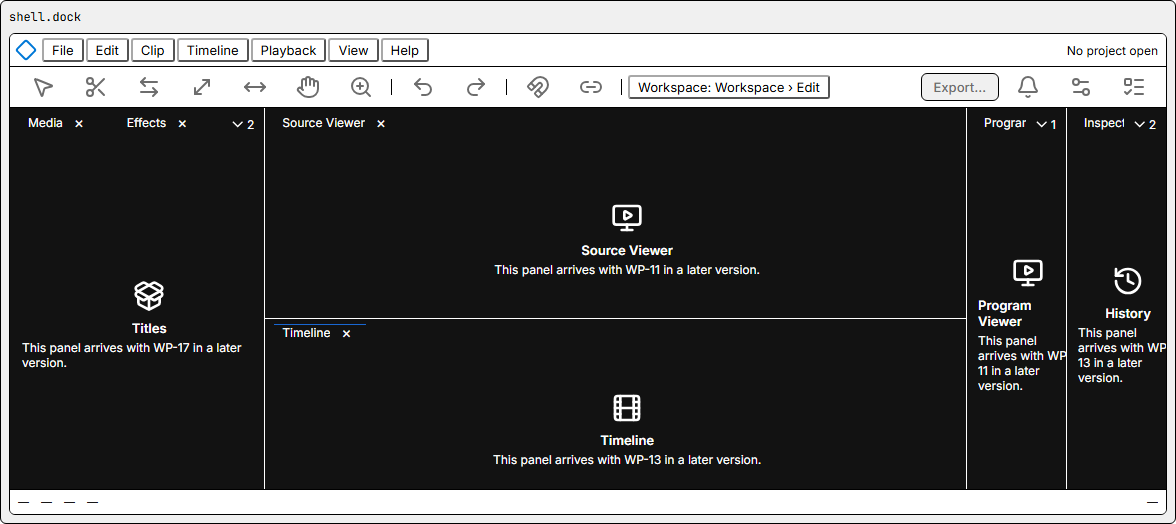 shell.dock
File Edit Clip Timeline Playback View Help No project open
Workspace: Workspace › Edit Export...
Media Effects 2 Source Viewer Progran 1 Inspect 2
Source Viewer
This panel arrives with WP-11 in a later version.
Titles
This panel arrives with WP-17 in a later
version.
Timeline
Timeline
This panel arrives with WP-13 in a later version.
Program
Viewer
This panel
arrives with WP
11 in a later
version.
History
This panel
arrives with WP
13 in a later
version.